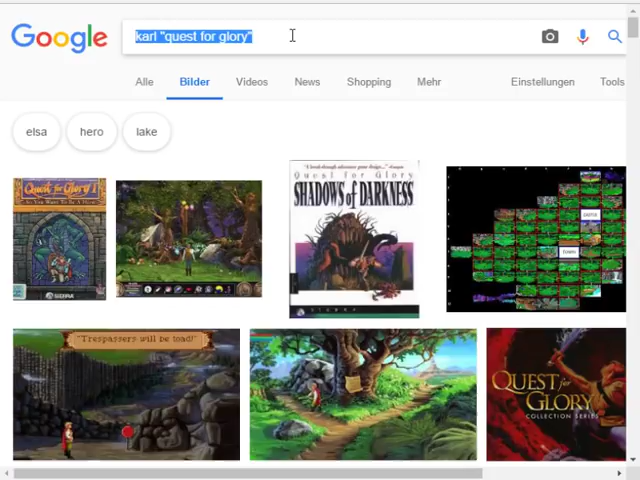 Google
karl "quest for glory"
Alle Bilder Videos News Shopping Mehr Einstellungen Tools
elsa hero lake
Quest for Glory I
So You Want To Be A Hero
SIERRA
Quest for Glory
SHADOWS of DARKNESS
SIERRA
TOWN
"Trespassers will be toad!"
QUEST for GLORY
COLLECTION SERIES